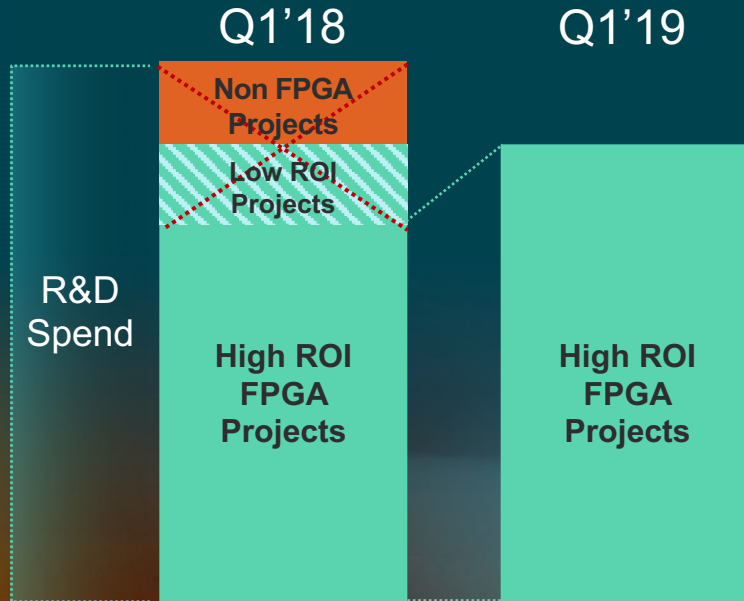 Q1’18
Q1’19
Non FPGA
Projects
Low ROI
Projects
R&D
Spend
High ROI
FPGA
Projects
High ROI
FPGA
Projects